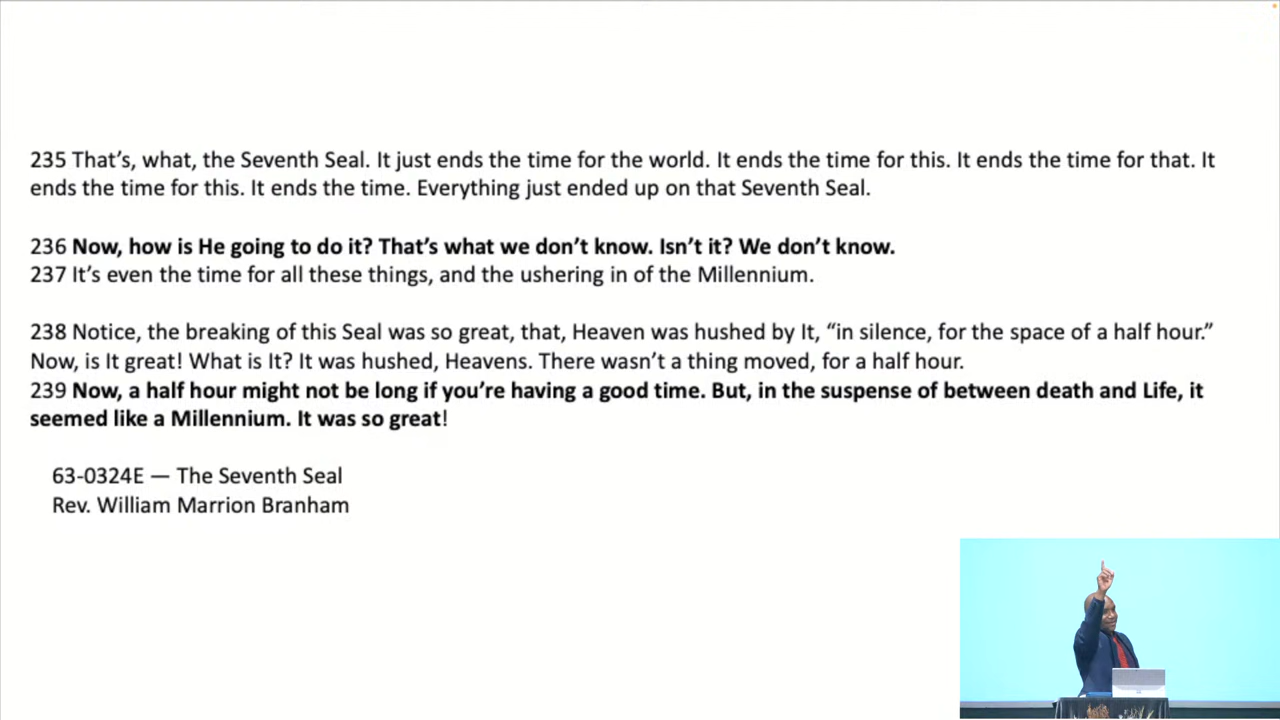 235 That’s, what, the Seventh Seal. It just ends the time for the world. It ends the time for this. It ends the time for that. It
ends the time for this. It ends the time. Everything just ended up on that Seventh Seal.
236 Now, how is He going to do it? That’s what we don’t know. Isn’t it? We don’t know.
237 It’s even the time for all these things, and the ushering in of the Millennium.
238 Notice, the breaking of this Seal was so great, that, Heaven was hushed by It, “in silence, for the space of a half hour.”
Now, is It great! What is It? It was hushed, Heavens. There wasn’t a thing moved, for a half hour.
239 Now, a half hour might not be long if you’re having a good time. But, in the suspense of between death and Life, it
seemed like a Millennium. It was so great!
63-0324E — The Seventh Seal
Rev. William Marrion Branham